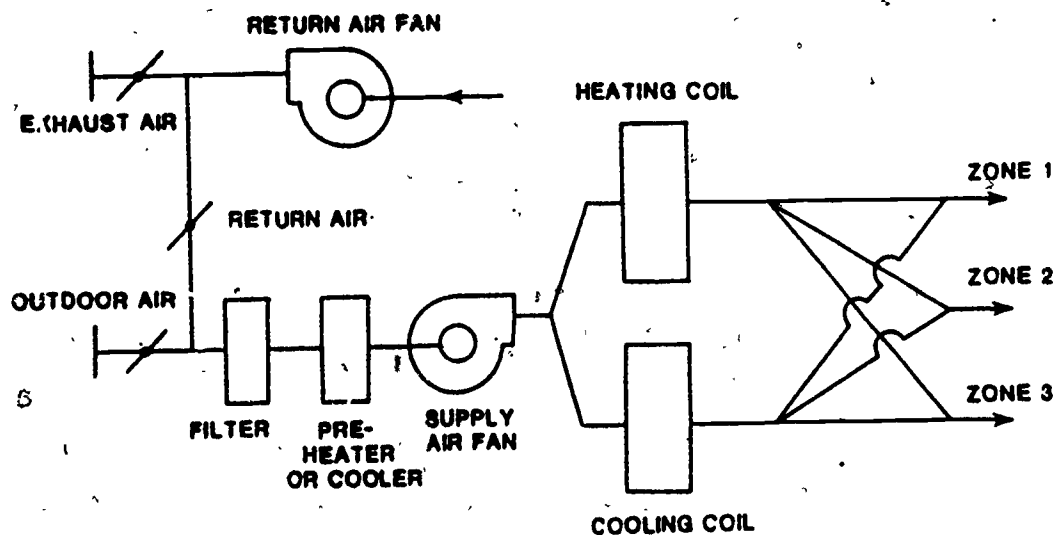 RETURN AIR FAN
EXHAUST AIR
HEATING COIL
ZONE 1
RETURN AIR
OUTDOOR AIR
ZONE 2
FILTER
PRE-
HEATER
OR COOLER
SUPPLY
AIR FAN
ZONE 3
COOLING COIL